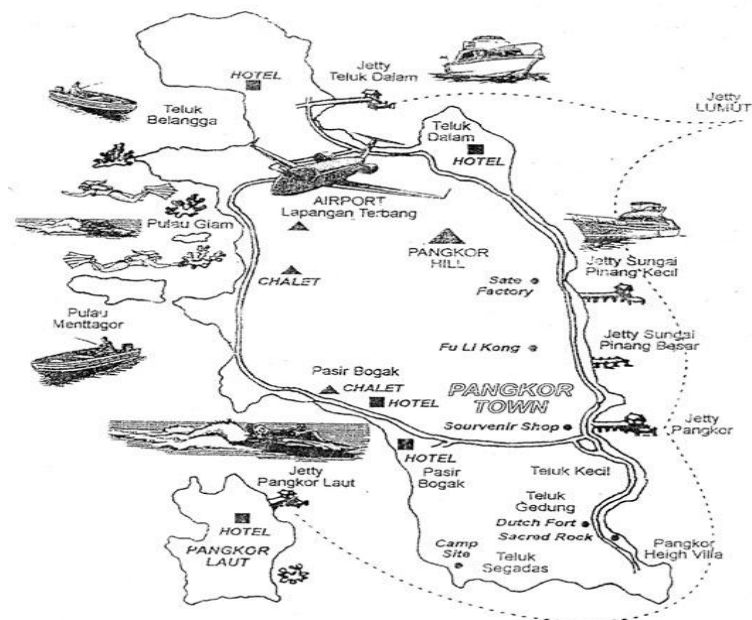 HOTEL
Jetty
Teluk Dalam
Jetty
LUMUT
Teluk
Belangga
Teluk
Dalam
HOTEL
AIRPORT
Lapangan Terbang
Pulau Giam
PANGKOR
HILL
Jetty Sungai
Pinang Kecil
CHALET
Sate
Factory
Pulau
Menttagor
Jetty Sundai
Pinang Besar
Fu Li Kong
Pasir Bogak
CHALET
HOTEL
PANGKOR
TOWN
Sourvenir Shop
Jetty
Pangkor
HOTEL
Pasir
Bogak
Jetty
Pangkor Laut
Teluk Kecil
Teluk
Gedung
HOTEL
PANGKOR
LAUT
Dutch Fort
Sacred Rock
Pangkor
Heigh Villa
Camp
Site
Teluk
Segadas